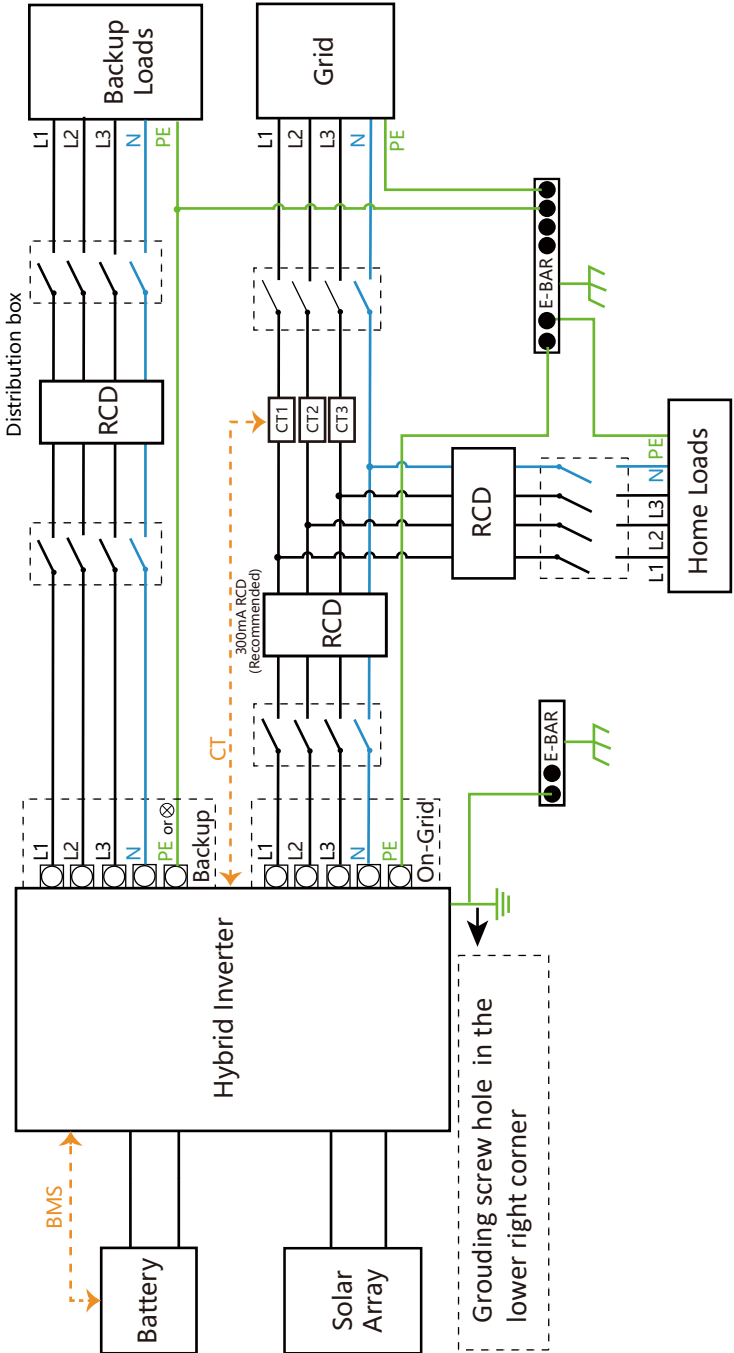 Distribution box
Backup
Loads
L1
L2
L3
N
PE
Grid
L1
L2
L3
N
PE
RCD
CT1
CT2
CT3
E-BAR
RCD
Home Loads
L1
L2
L3
N
PE
300mA RCD
(Recommended)
RCD
CT
E-BAR
L1
L2
L3
N
PE or
Backup
L1
L2
L3
N
PE
On-Grid
Hybrid Inverter
Grouding screw hole in the
lower right corner
BMS
Battery
Solar
Array